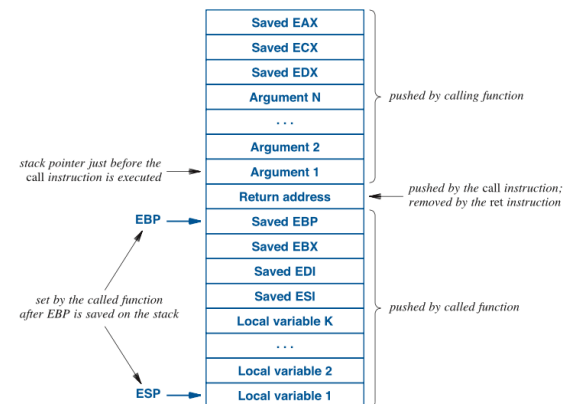 Saved EAX
Saved ECX
Saved EDX
Argument N
pushed by calling function
. . .
Argument 2
stack pointer just before the
call instruction is executed
Argument 1
Return address
pushed by the call instruction;
removed by the ret instruction
EBP
Saved EBP
Saved EBX
Saved EDI
set by the called function
after EBP is saved on the stack
Saved ESI
pushed by called function
Local variable K
. . .
Local variable 2
ESP
Local variable 1